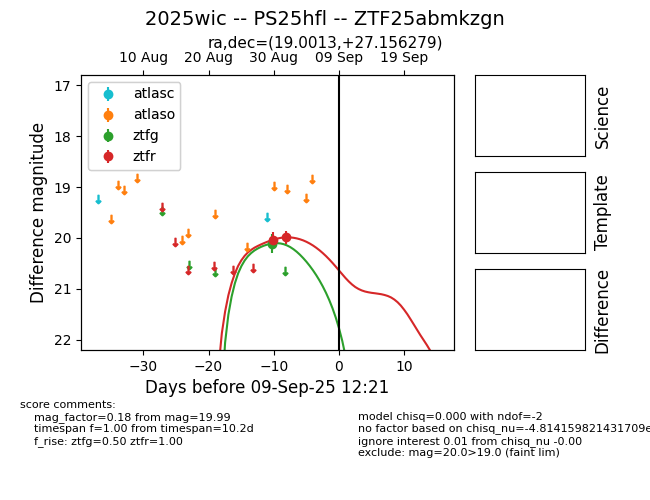 2025wic -- PS25hfl -- ZTF25abmkzgn
ra,dec=(19.0013,+27.156279)
10 Aug 20 Aug 30 Aug 09 Sep 19 Sep
17
18
19
20
21
22
Difference magnitude
atlasc
atlaso
ztfg
ztfr
−30 −20 −10 0 10
Days before 09-Sep-25 12:21
Science
Template
Difference
score comments:
mag_factor=0.18 from mag=19.99
timespan f=1.00 from timespan=10.2d
f_rise: ztfg=0.50 ztfr=1.00
model chisq=0.000 with ndof=-2
no factor based on chisq_nu=-4.814159821431709e
ignore interest 0.01 from chisq_nu -0.00
exclude: mag=20.0>19.0 (faint lim)